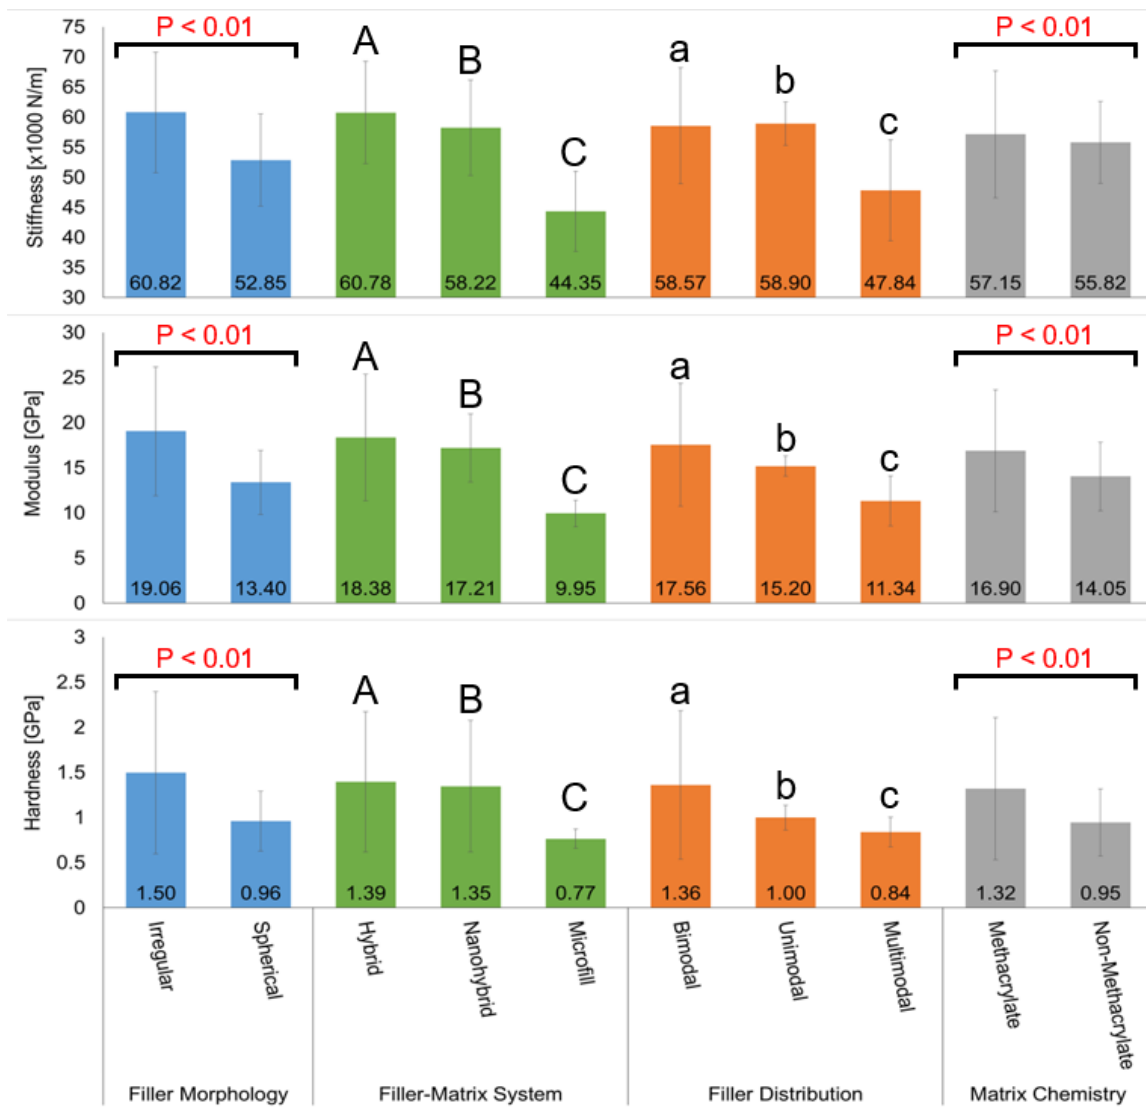 Stiffness [x1000 N/m]
75
70
65
60
55
50
45
40
35
30
P < 0.01
A
B
C
a
b
c
P < 0.01
60.82
52.85
60.78
58.22
44.35
58.57
58.90
47.84
57.15
55.82
Modulus [GPa]
30
25
20
15
10
5
0
P < 0.01
A
B
C
a
b
c
P < 0.01
19.06
13.40
18.38
17.21
9.95
17.56
15.20
11.34
16.90
14.05
Hardness [GPa]
3
2.5
2
1.5
1
0.5
0
P < 0.01
A
B
C
a
b
c
P < 0.01
1.50
0.96
1.39
1.35
0.77
1.36
1.00
0.84
1.32
0.95
Irregular
Spherical
Hybrid
Nanohybrid
Microfill
Bimodal
Unimodal
Multimodal
Methacrylate
Non-Methacrylate
Filler Morphology
Filler-Matrix System
Filler Distribution
Matrix Chemistry